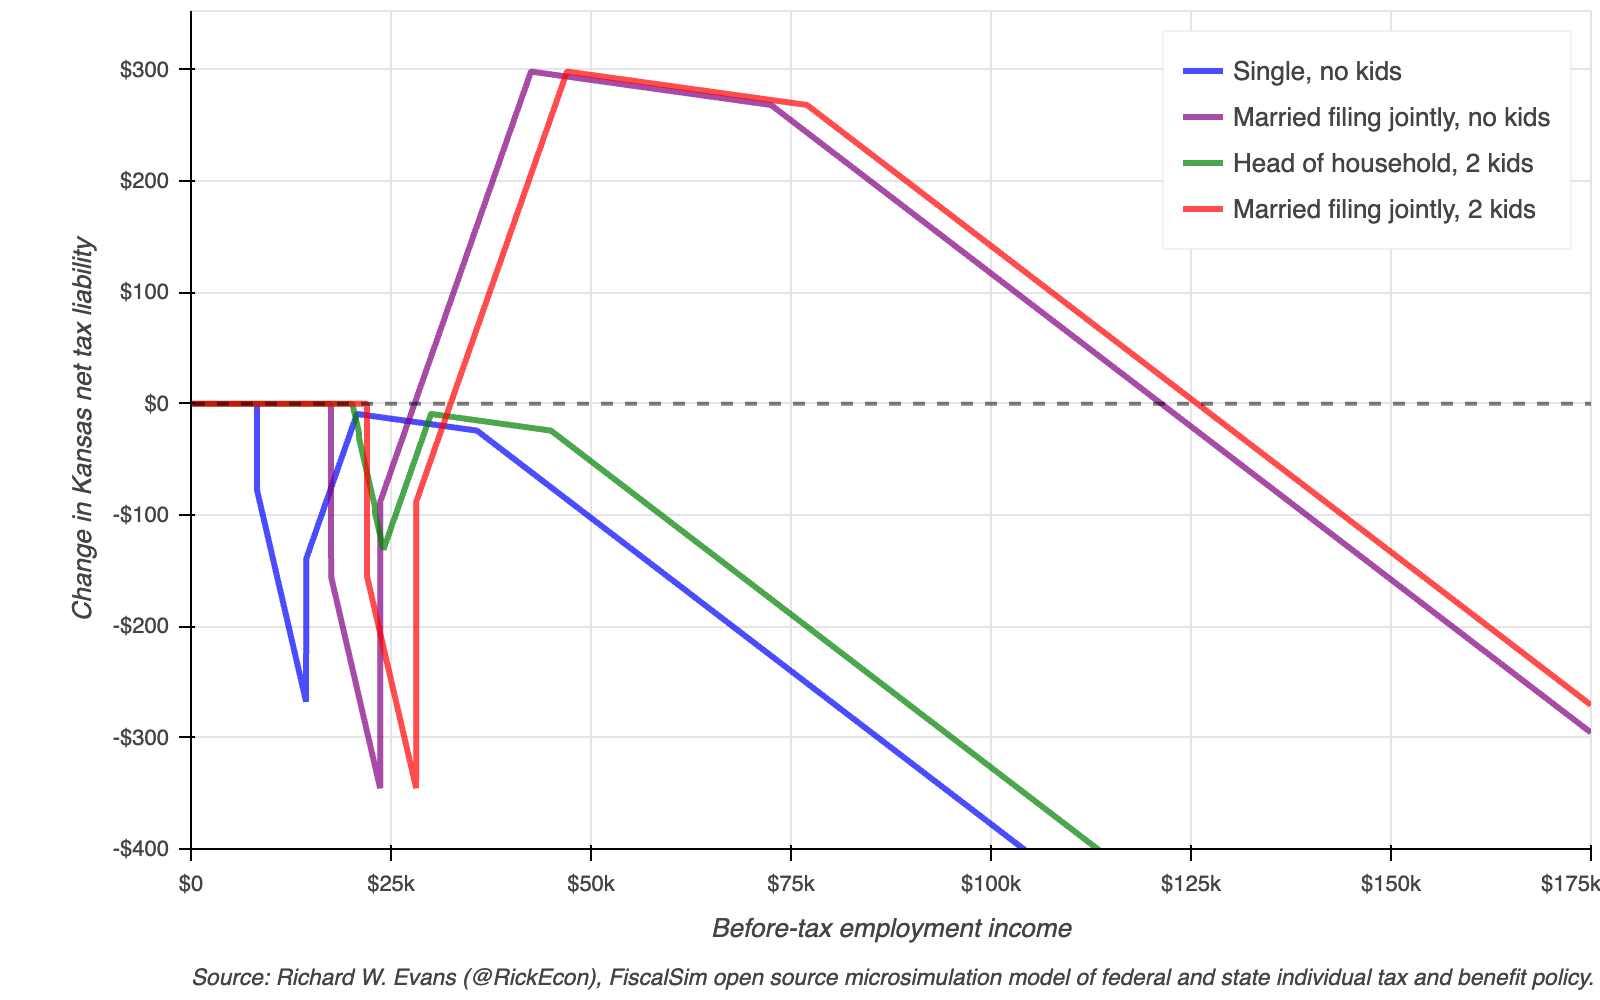 $300
$200
$100
$0
-$100
-$200
-$300
-$400
Change in Kansas net tax liability
Single, no kids
Married filing jointly, no kids
Head of household, 2 kids
Married filing jointly, 2 kids
$0 $25k $50k $75k $100k $125k $150k $175k
Before-tax employment income
Source: Richard W. Evans (@RickEcon), FiscalSim open source microsimulation model of federal and state individual tax and benefit policy.